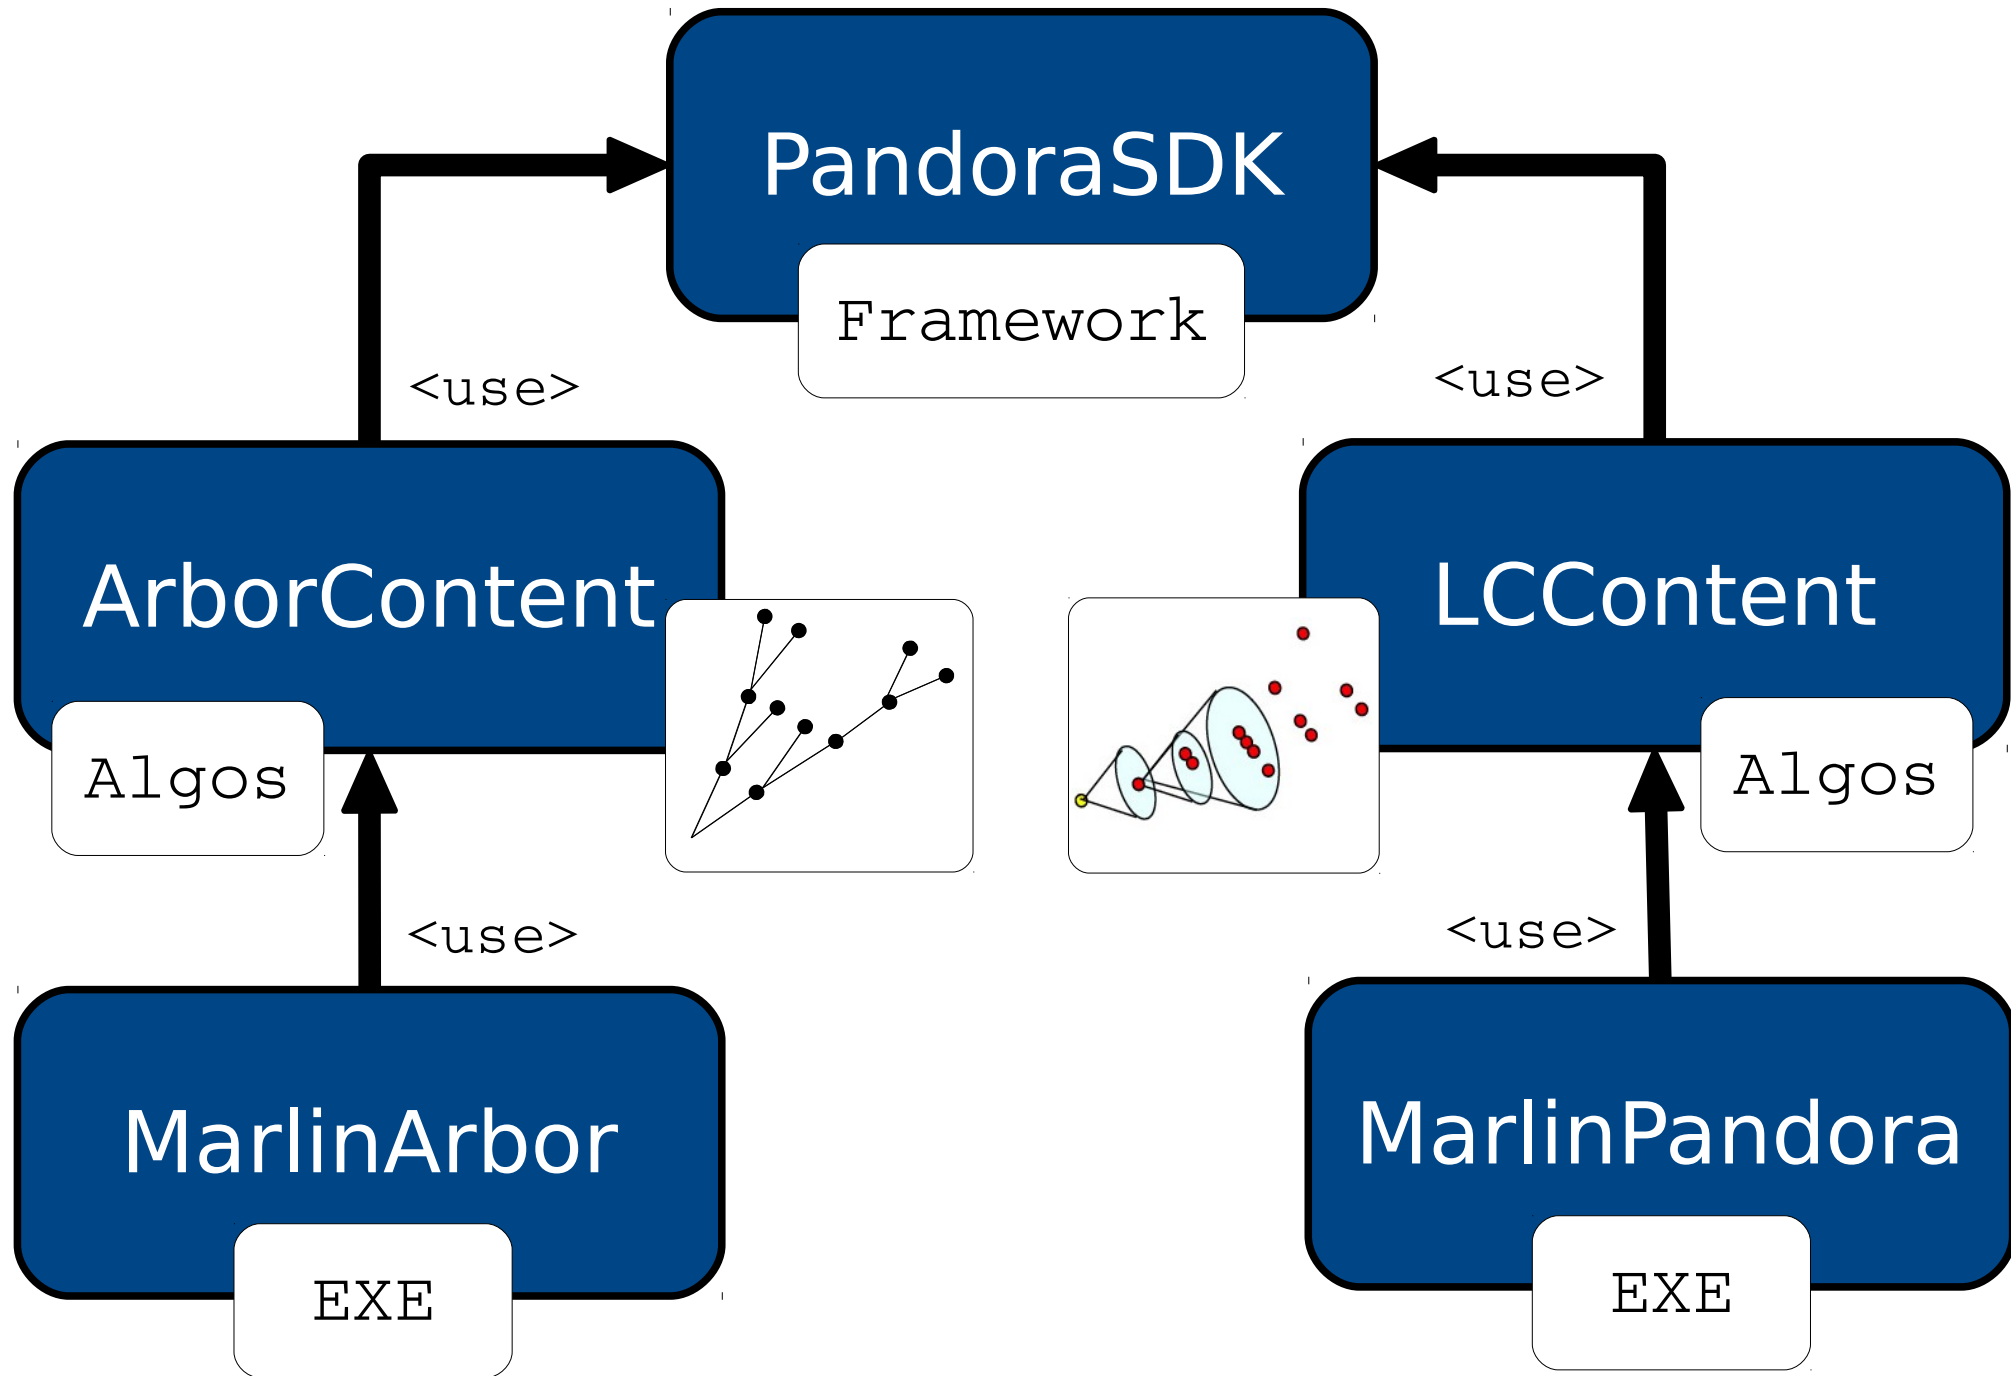 PandoraSDK
Framework
<use>
<use>
ArborContent
LCContent
Algos
Algos
<use>
<use>
MarlinArbor
MarlinPandora
EXE
EXE